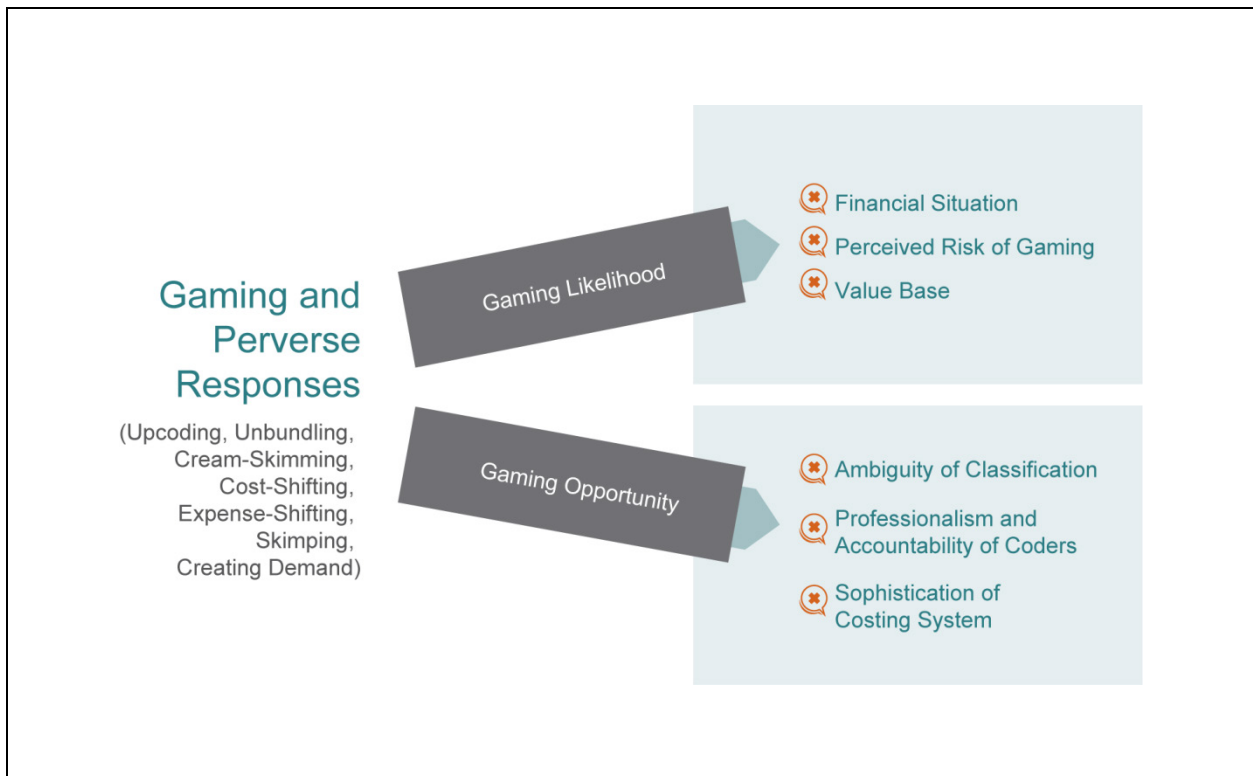 Gaming and
Perverse
Responses
(Upcoding, Unbundling,
Cream-Skimming,
Cost-Shifting,
Expense-Shifting,
Skimping,
Creating Demand)
Gaming Likelihood
Financial Situation
Perceived Risk of Gaming
Value Base
Gaming Opportunity
Ambiguity of Classification
Professionalism and
Accountability of Coders
Sophistication of
Costing System